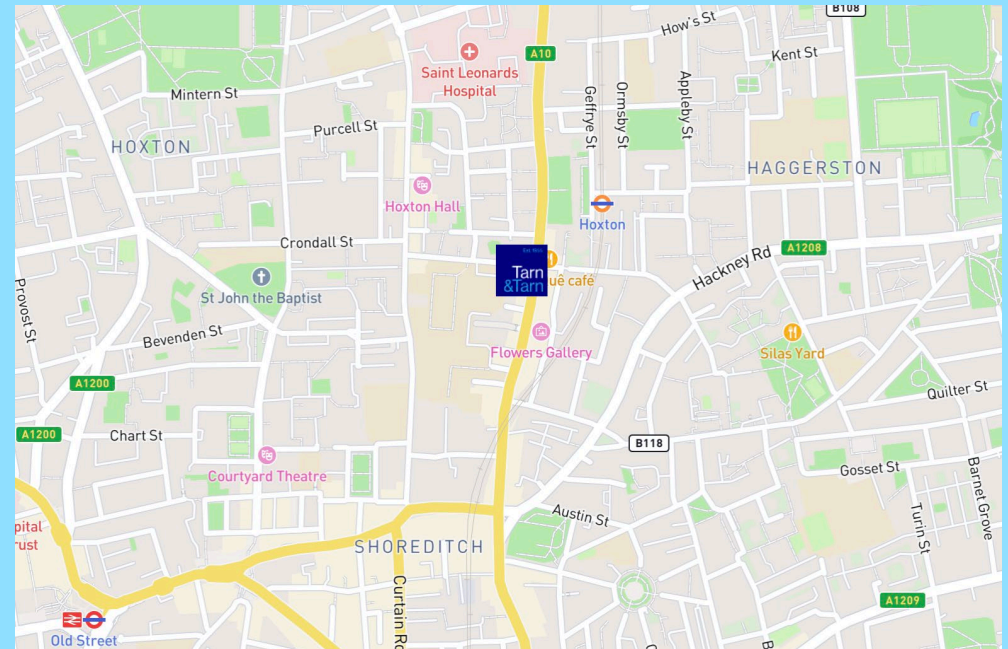 B108
How's St
A10
Kent St
Saint Leonards
Hospital
Mintern St
Geffrye St
Ormsby St
Appleby St
Purcell St
HOXTON
HAGGERSTON
Hoxton Hall
Hoxton
Crondall St
Hackney Rd
A1208
Tarn
&Tarn
café
St John the Baptist
Provost St
Bevenden St
Flowers Gallery
Silas Yard
A1200
Quilter St
A1200
Chart St
B118
Courtyard Theatre
Gosset St
Barnet Grove
Austin St
Turin St
SHOREDITCH
Curtain
A1209
Old Street